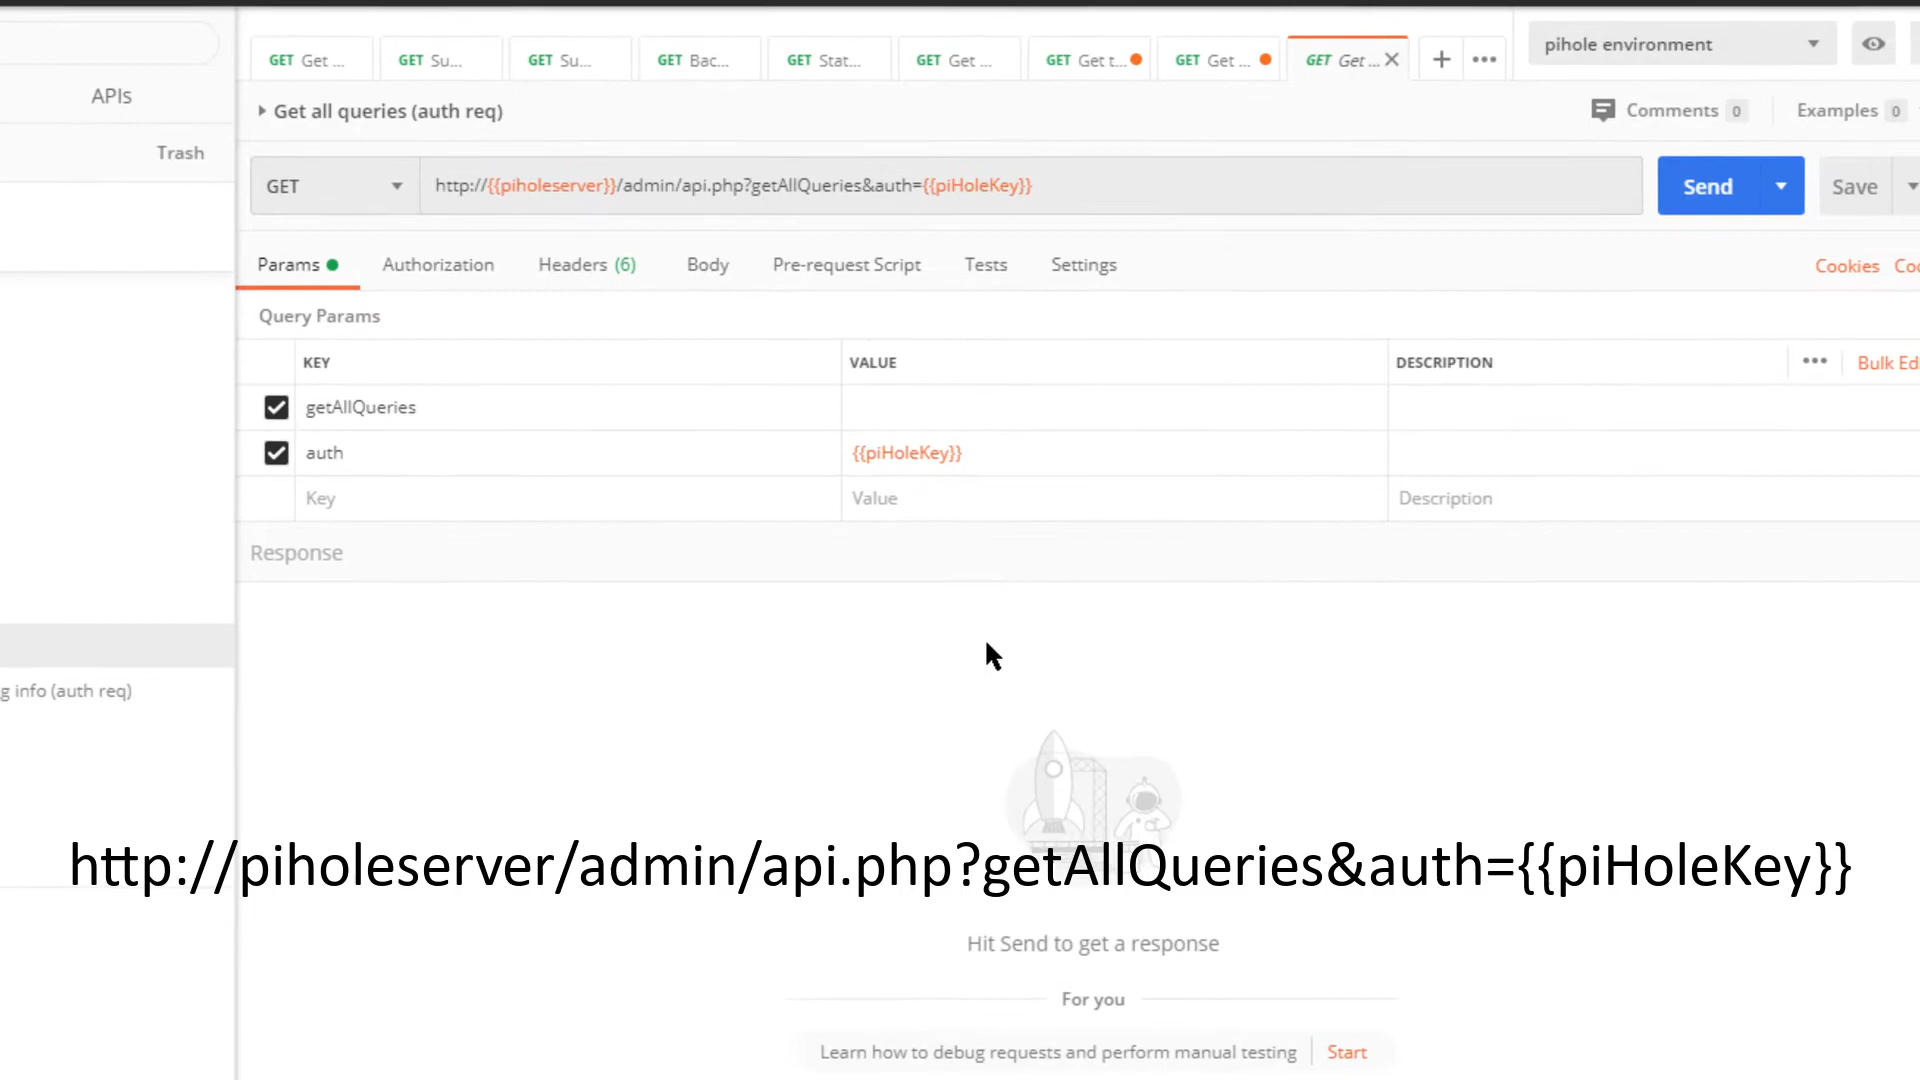 GET Get ... GET Su... GET Su... GET Bac... GET Stat... GET Get ... GET Get t... GET Get ... GET Get ... pihole environment
APIs
Get all queries (auth req) Comments 0 Examples 0
Trash
GET http://{{piholeserver}}/admin/api.php?getAllQueries&auth={{piHoleKey}} Send Save
Params Authorization Headers (6) Body Pre-request Script Tests Settings Cookies Coo
Query Params
KEY VALUE DESCRIPTION Bulk Ed
getAllQueries
auth {{piHoleKey}}
Key Value Description
Response
g info (auth req)
http://piholeserver/admin/api.php?getAllQueries&auth={{piHoleKey}}
Hit Send to get a response
For you
Learn how to debug requests and perform manual testing Start